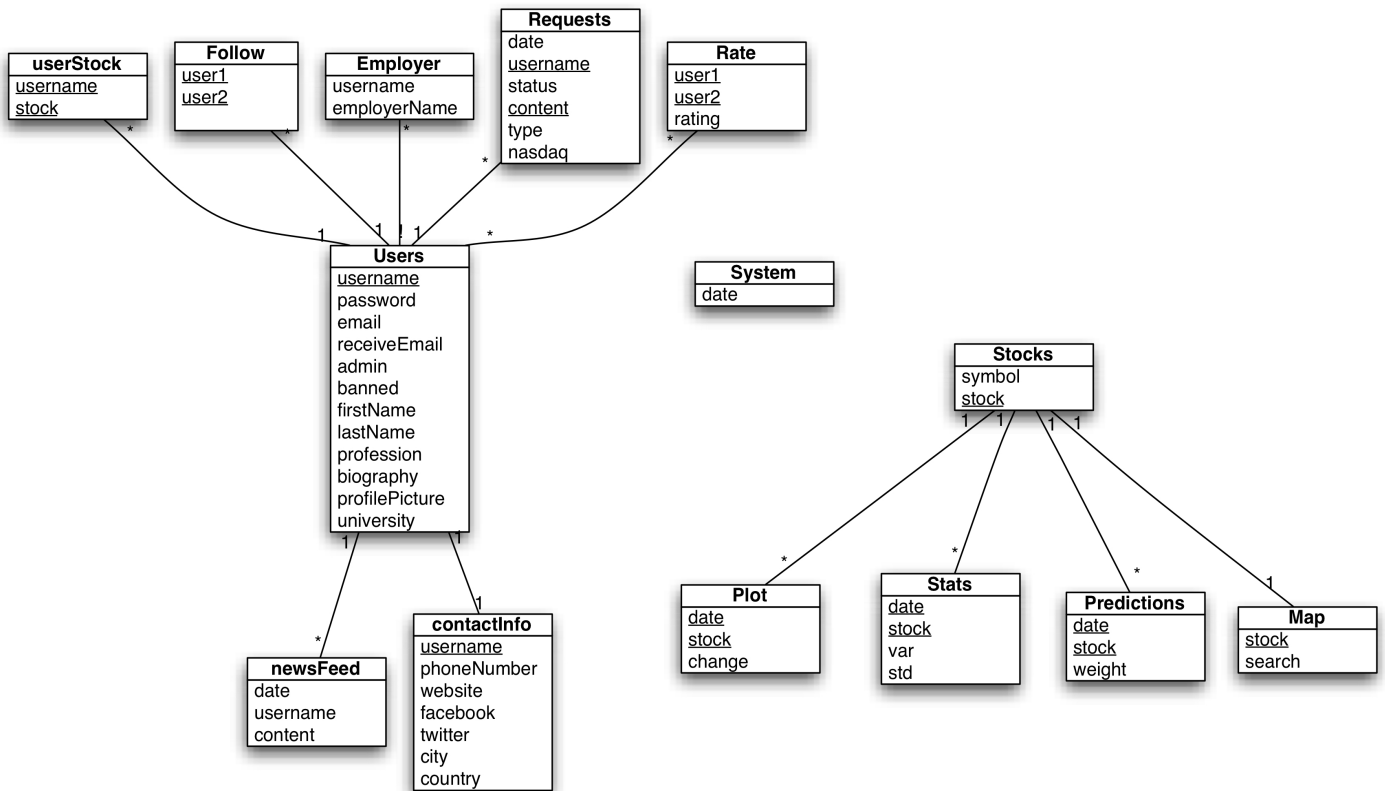 userStock
username
stock
Follow
user1
user2
Employer
username
employerName
Requests
date
username
status
content
type
nasdaq
Rate
user1
user2
rating
*
*
*
*
*
1
1
!
1
*
Users
username
password
email
receiveEmail
admin
banned
firstName
lastName
profession
biography
profilePicture
university
1
1
*
1
newsFeed
date
username
content
contactInfo
username
phoneNumber
website
facebook
twitter
city
country
System
date
Stocks
symbol
stock
1
1
1
1
*
*
*
1
Plot
date
stock
change
Stats
date
stock
var
std
Predictions
date
stock
weight
Map
stock
search